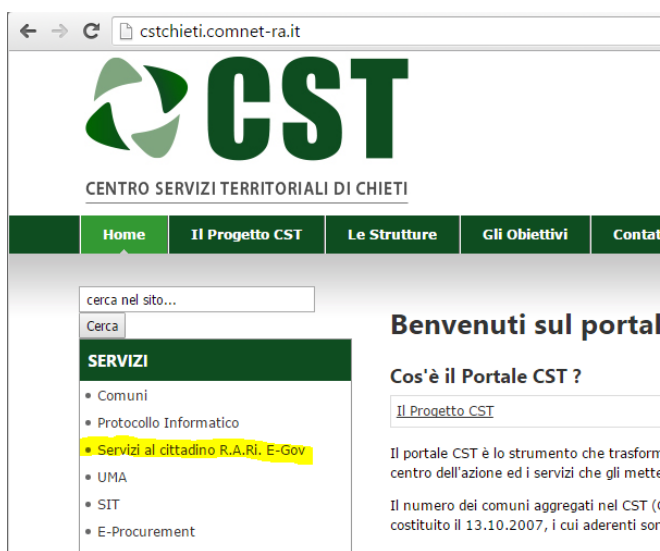 cstchieti.comnet-ra.it
CST
CENTRO SERVIZI TERRITORIALI DI CHIETI
Home Il Progetto CST Le Strutture Gli Obiettivi Contat
cerca nel sito...
Cerca
SERVIZI
• Comuni
• Protocollo Informatico
• Servizi al cittadino R.A.Ri. E-Gov
• UMA
• SIT
• E-Procurement
Benvenuti sul portal
Cos'è il Portale CST ?
Il Progetto CST
Il portale CST è lo strumento che trasform
centro dell'azione ed i servizi che gli mette
Il numero dei comuni aggregati nel CST (
costituito il 13.10.2007, i cui aderenti son